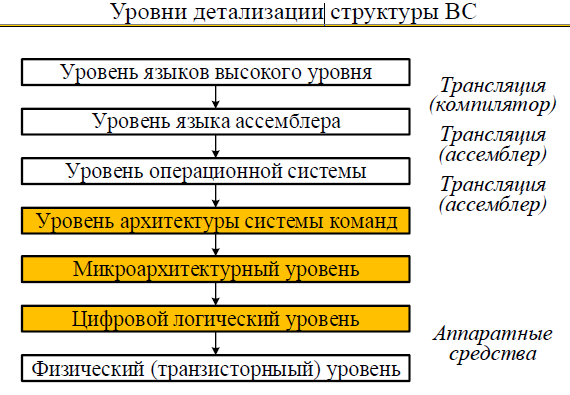 Уровни детализации структуры ВС
Уровень языков высокого уровня
Трансляция
(компилятор)
Уровень языка ассемблера
Трансляция
(ассемблер)
Уровень операционной системы
Трансляция
(ассемблер)
Уровень архитектуры системы команд
Микроархитектурный уровень
Цифровой логический уровень
Аппаратные
средства
Физический (транзисторныый) уровень